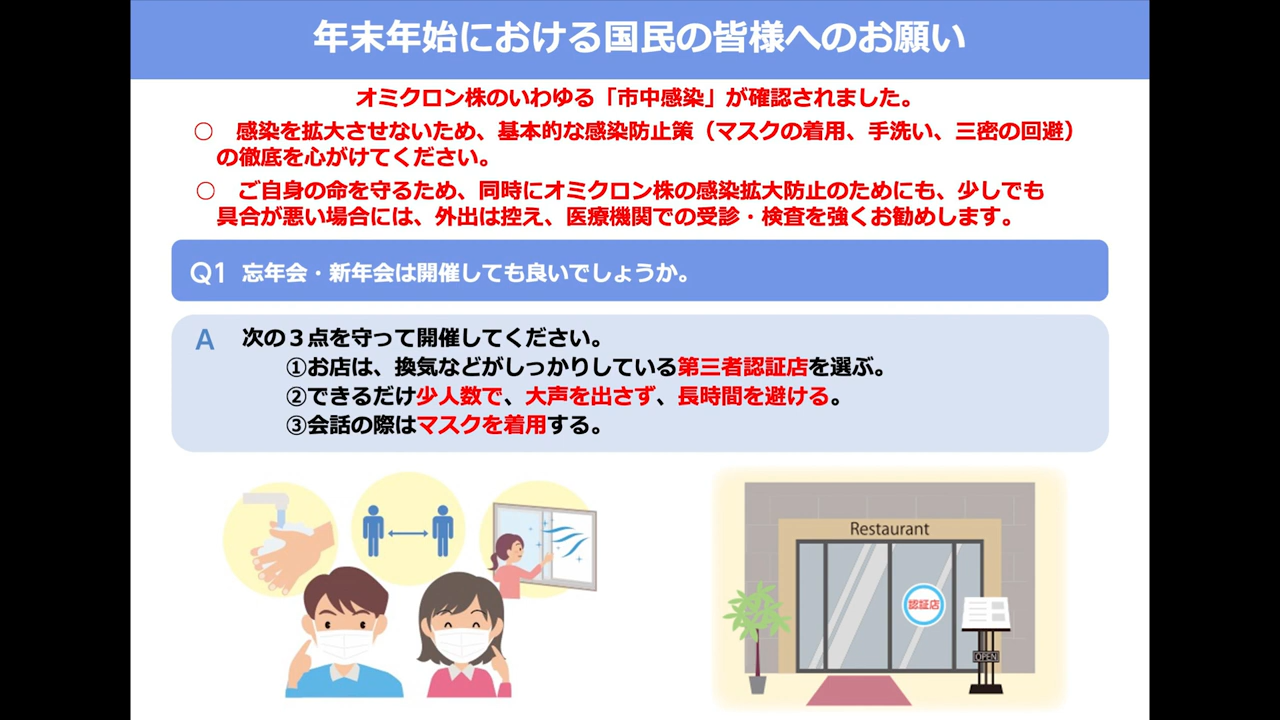 年末年始における国民の皆様へのお願い
オミクロン株のいわゆる「市中感染」が確認されました。
○ 感染を拡大させないため、基本的な感染防止策（マスクの着用、手洗い、三密の回避）
の徹底を心がけてください。
○ ご自身の命を守るため、同時にオミクロン株の感染拡大防止のためにも、少しでも
具合が悪い場合には、外出は控え、医療機関での受診・検査を強くお勧めします。
Q1 忘年会・新年会は開催しても良いでしょうか。
A 次の３点を守って開催してください。
①お店は、換気などがしっかりしている第三者認証店を選ぶ。
②できるだけ少人数で、大声を出さず、長時間を避ける。
③会話の際はマスクを着用する。
Restaurant
認証店
OPEN